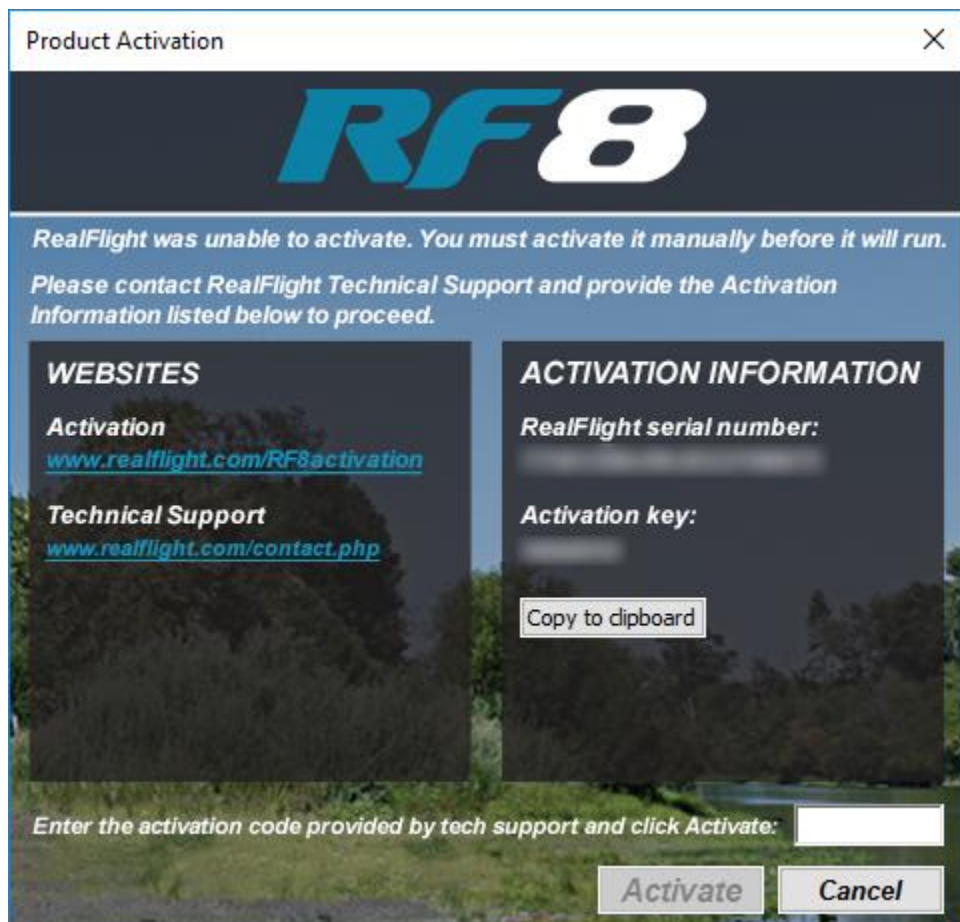 Product Activation
RF8
RealFlight was unable to activate. You must activate it manually before it will run.
Please contact RealFlight Technical Support and provide the Activation
Information listed below to proceed.
WEBSITES
Activation
www.realflight.com/RF8activation
Technical Support
www.realflight.com/contact.php
ACTIVATION INFORMATION
RealFlight serial number:
Activation key:
Copy to clipboard
Enter the activation code provided by tech support and click Activate:
Activate
Cancel